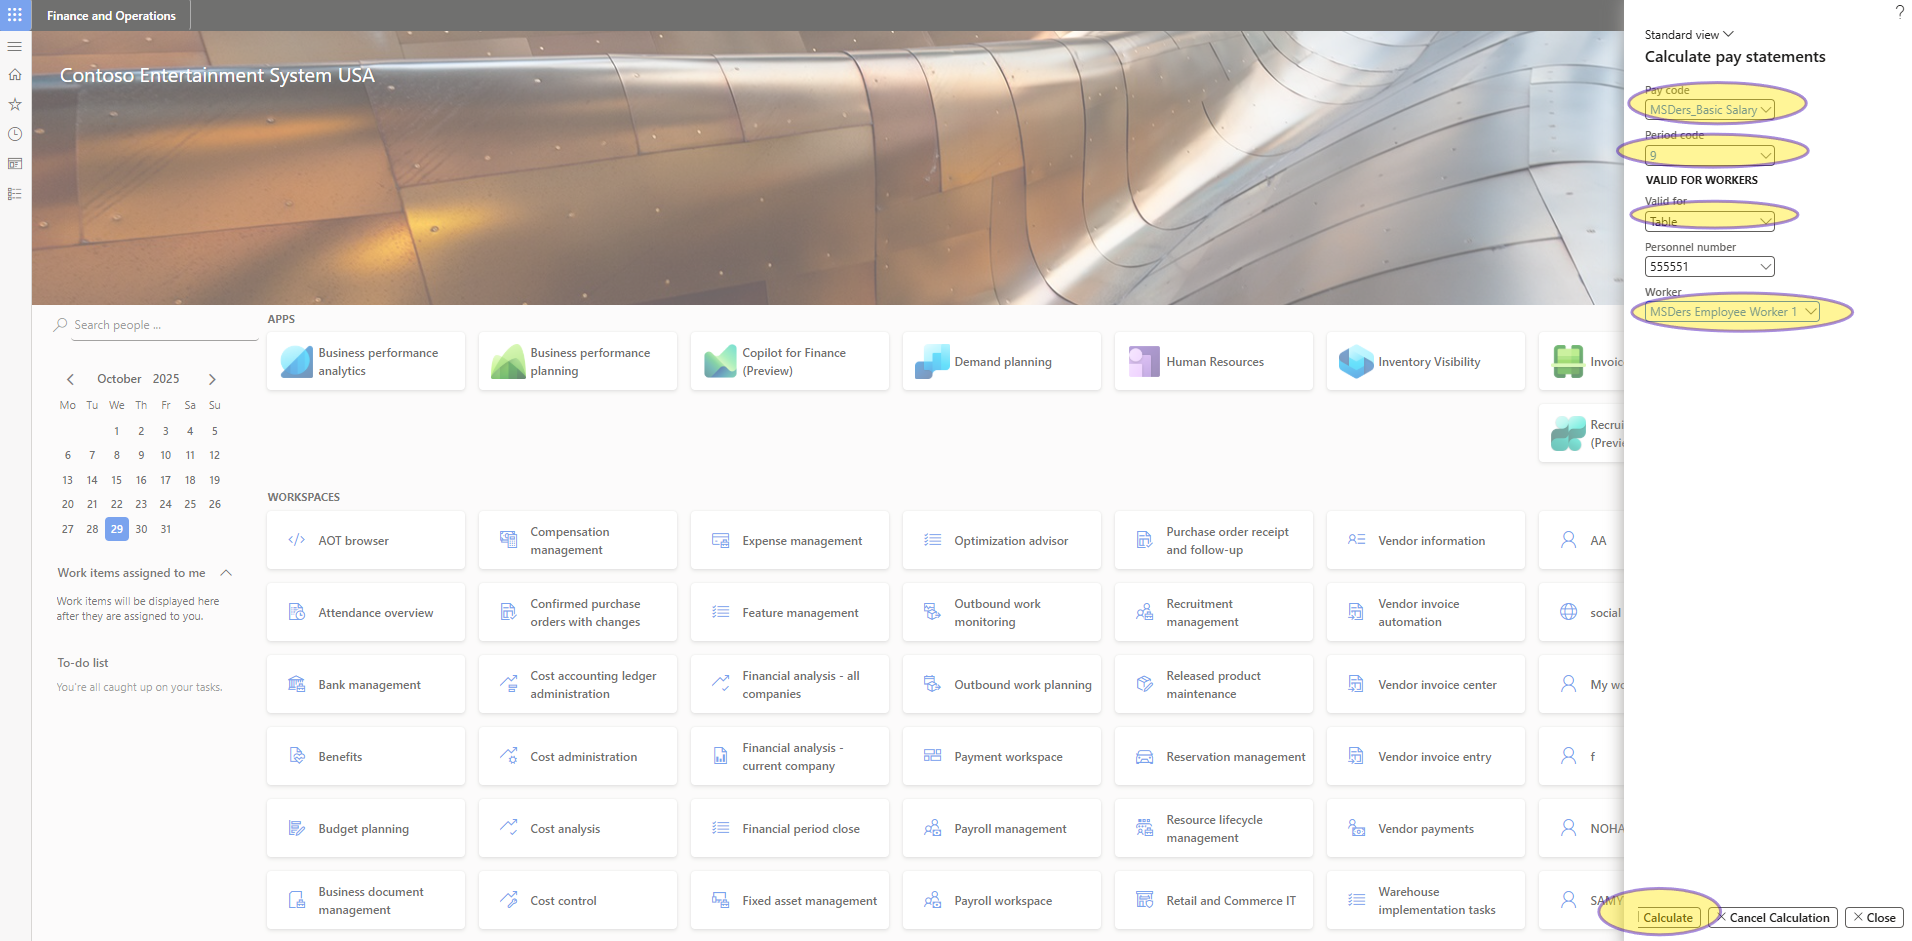 Finance and Operations
?
Standard view
Calculate pay statements
Pay code
MSDers_Basic Salary
Period code
9
VALID FOR WORKERS
Valid for
Table
Personnel number
555551
Worker
MSDers Employee Worker 1
Calculate
Cancel Calculation
Close
Contoso Entertainment System USA
Search people ...
October 2025
Mo Tu We Th Fr Sa Su
1 2 3 4 5
6 7 8 9 10 11 12
13 14 15 16 17 18 19
20 21 22 23 24 25 26
27 28 29 30 31
Work items assigned to me
Work items will be displayed here
after they are assigned to you.
To-do list
You're all caught up on your tasks.
APPS
Business performance
analytics
Business performance
planning
Copilot for Finance
(Preview)
Demand planning
Human Resources
Inventory Visibility
WORKSPACES
AOT browser
Compensation
management
Expense management
Optimization advisor
Purchase order receipt
and follow-up
Vendor information
AA
Attendance overview
Confirmed purchase
orders with changes
Feature management
Outbound work
monitoring
Recruitment
management
Vendor invoice
automation
social
Bank management
Cost accounting ledger
administration
Financial analysis - all
companies
Outbound work planning
Released product
maintenance
Vendor invoice center
My
Benefits
Cost administration
Financial analysis -
current company
Payment workspace
Reservation management
Vendor invoice entry
f
Budget planning
Cost analysis
Financial period close
Payroll management
Resource lifecycle
management
Vendor payments
NOHA
Business document
management
Cost control
Fixed asset management
Payroll workspace
Retail and Commerce IT
Warehouse
implementation tasks
SAMY